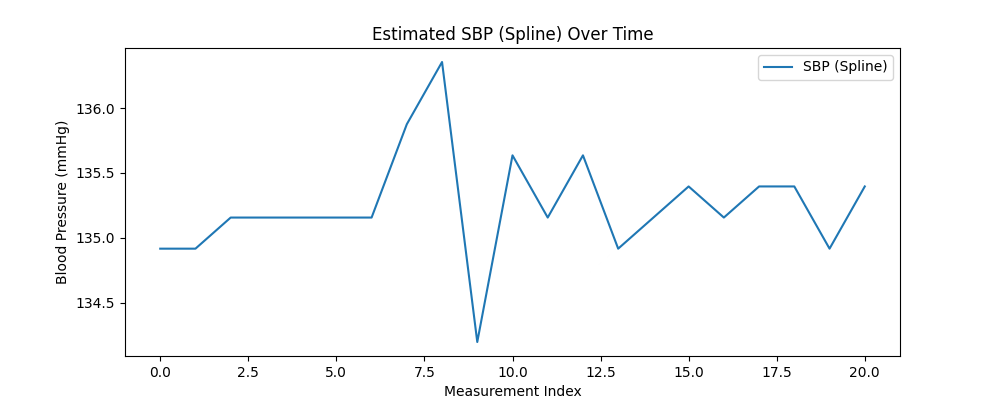 Estimated SBP (Spline) Over Time
SBP (Spline)
Blood Pressure (mmHg)
136.0
135.5
135.0
134.5
0.0 2.5 5.0 7.5 10.0 12.5 15.0 17.5 20.0
Measurement Index